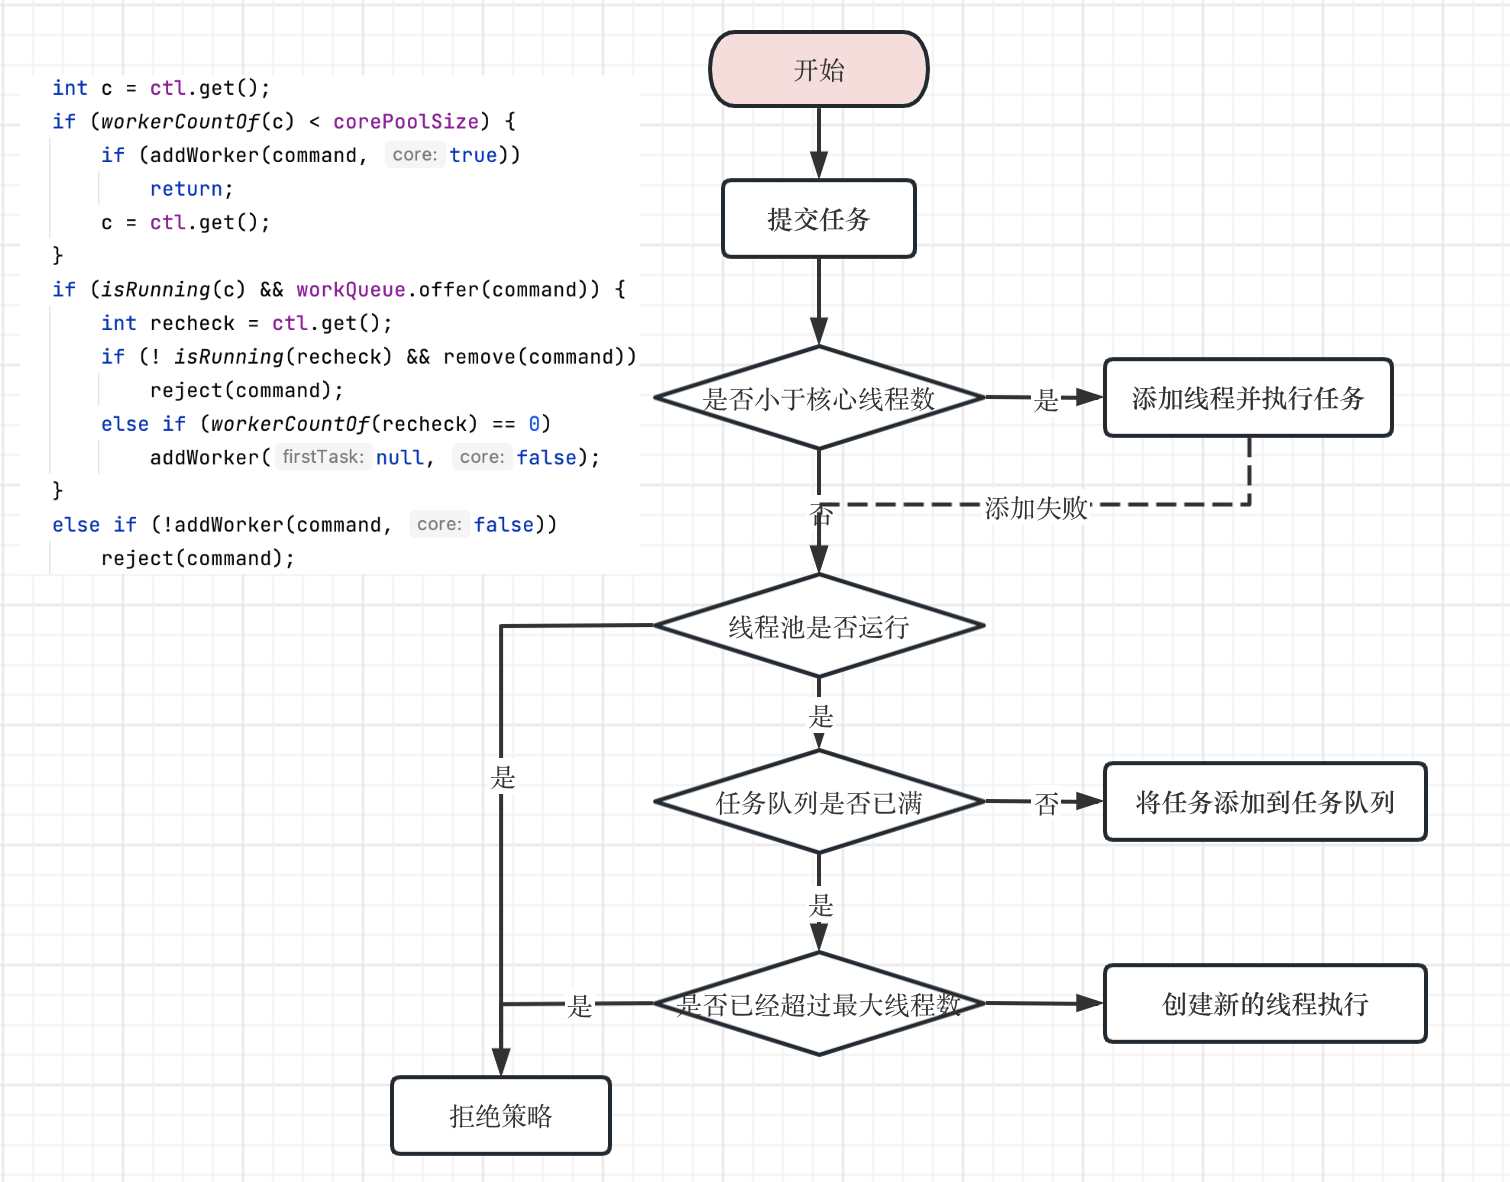 int c = ctl.get();
if (workerCountOf(c) < corePoolSize) {
if (addWorker(command, core: true))
return;
c = ctl.get();
}
if (isRunning(c) && workQueue.offer(command)) {
int recheck = ctl.get();
if (! isRunning(recheck) && remove(command))
reject(command);
else if (workerCountOf(recheck) == 0)
addWorker( firstTask: null, core: false);
}
else if (!addWorker(command, core: false))
reject(command);
开始
提交任务
是否小于核心线程数
是
添加线程并执行任务
否
添加失败
线程池是否运行
是
是
任务队列是否已满
否
将任务添加到任务队列
是
是否已经超过最大线程数
是
创建新的线程执行
拒绝策略